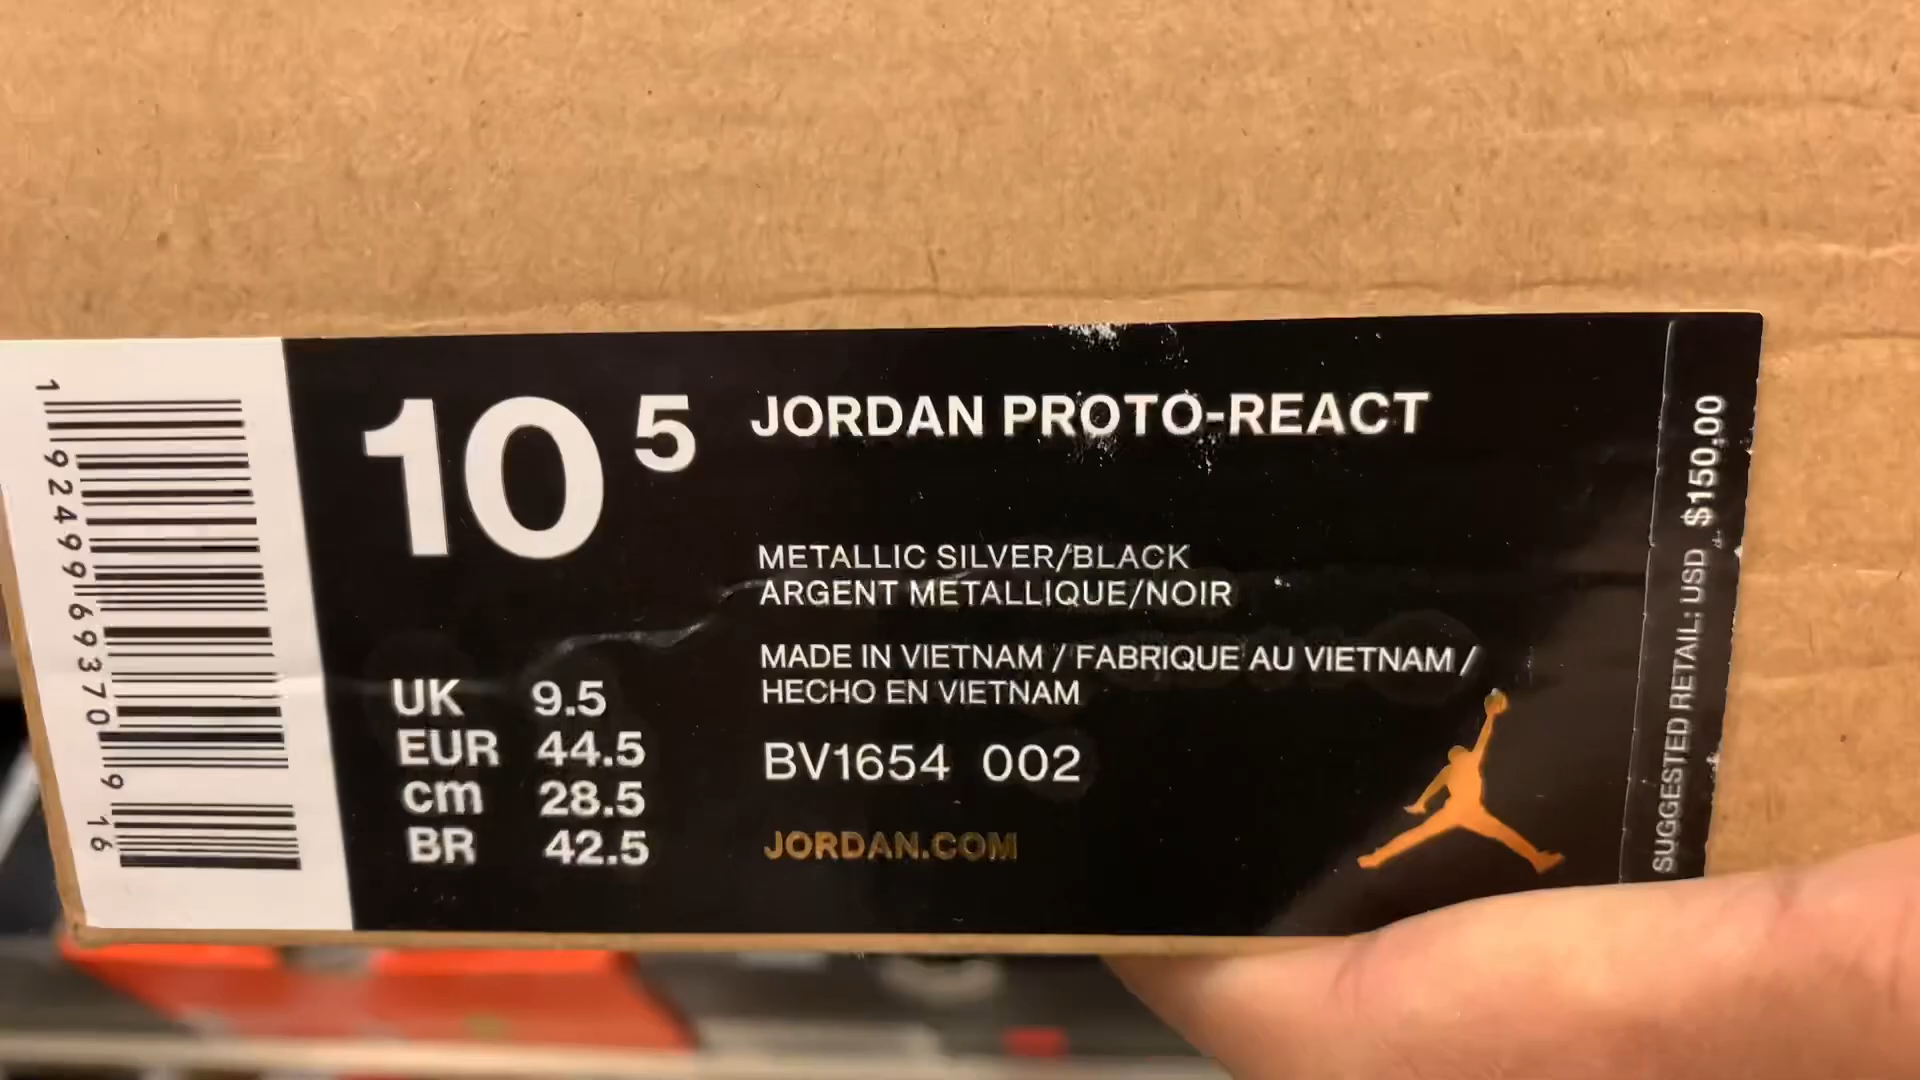 10 5
JORDAN PROTO-REACT
METALLIC SILVER/BLACK
ARGENT METALLIQUE/NOIR
MADE IN VIETNAM / FABRIQUE AU VIETNAM /
HECHO EN VIETNAM
BV1654 002
JORDAN.COM
UK 9.5
EUR 44.5
cm 28.5
BR 42.5
SUGGESTED RETAIL: USD $150.00
1 92499 69370 9 16